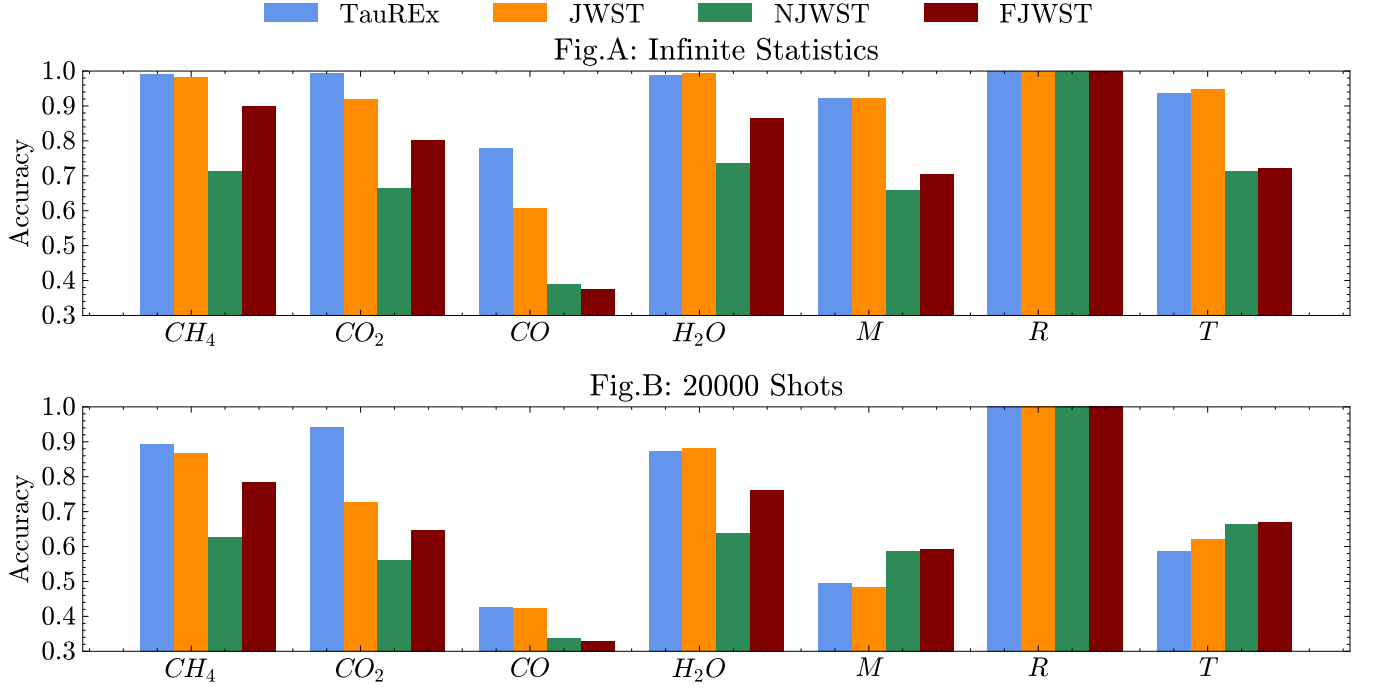 TauREx JWST NJWST FJWST
Fig.A: Infinite Statistics
Accuracy
1.0
0.9
0.8
0.7
0.6
0.5
0.4
0.3
CH₄ CO₂ CO H₂O M R T
Fig.B: 20000 Shots
Accuracy
1.0
0.9
0.8
0.7
0.6
0.5
0.4
0.3
CH₄ CO₂ CO H₂O M R T